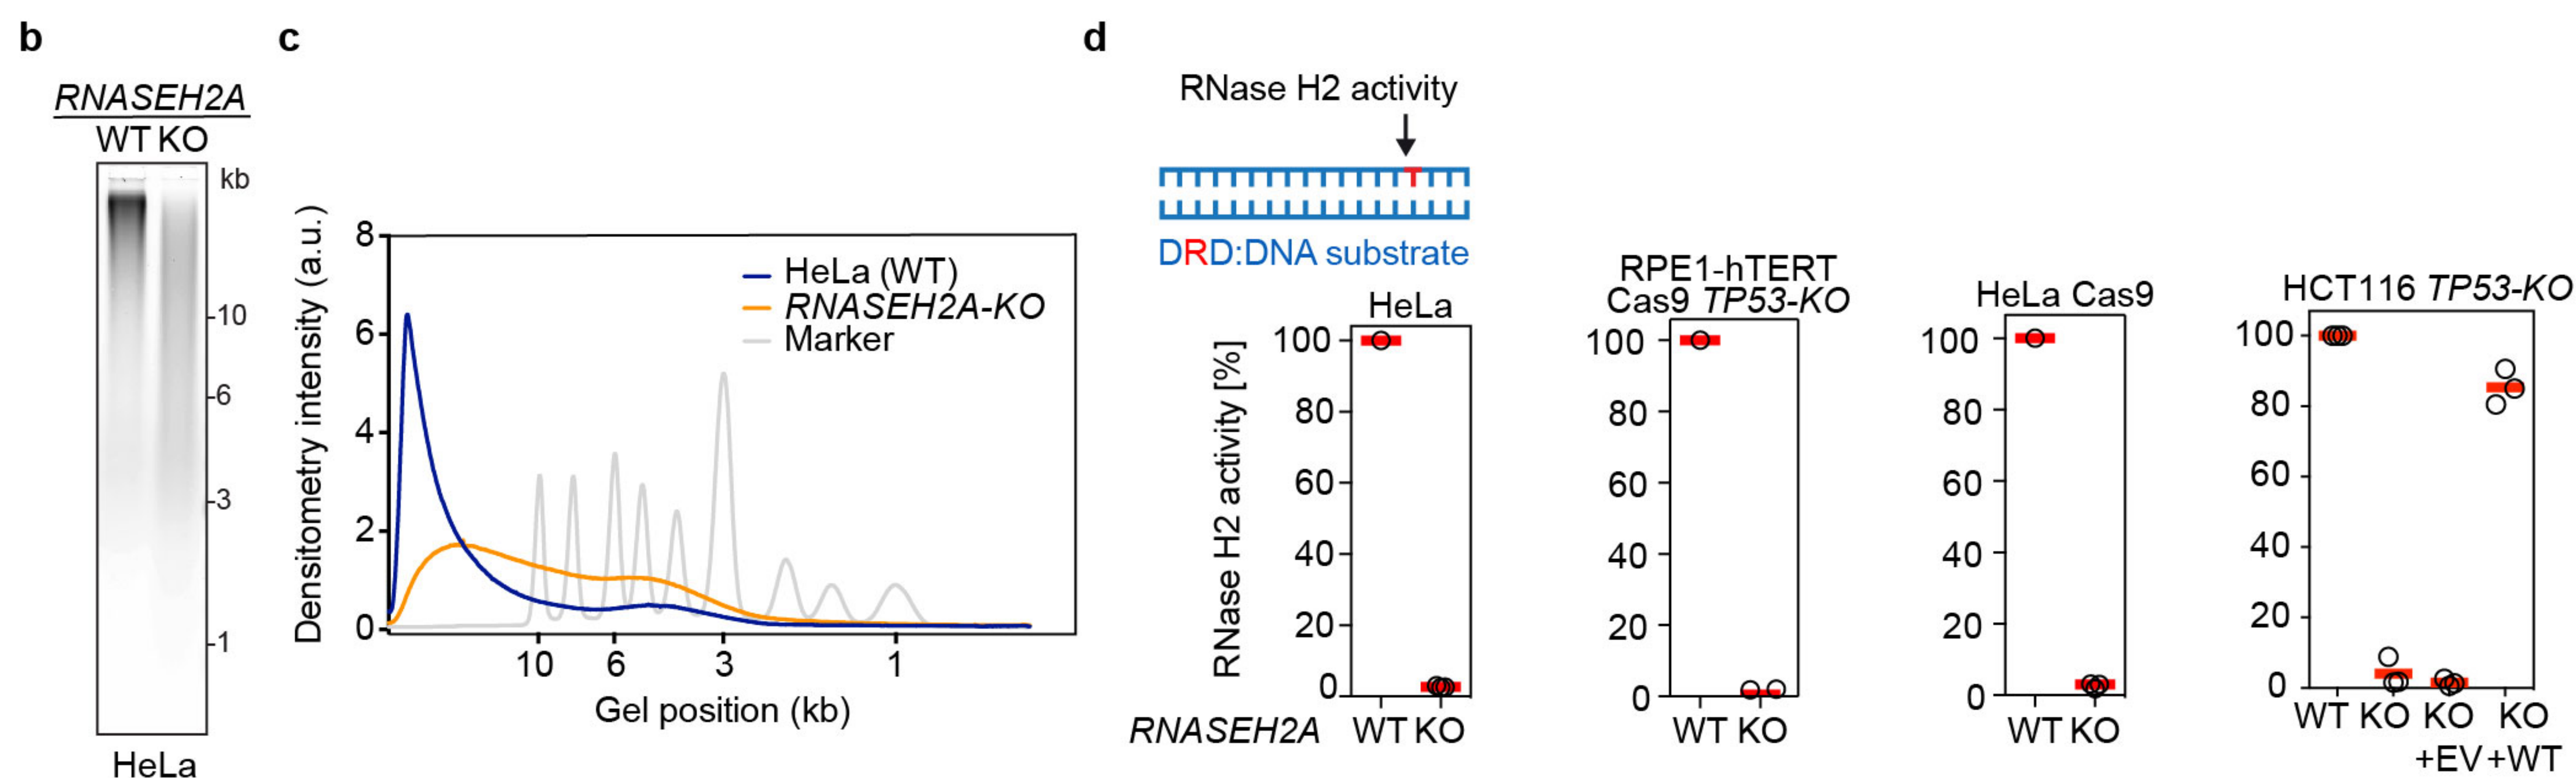 b
RNASEH2A
WT KO
kb
-10
-6
-3
-1
HeLa
c
Densitometry intensity (a.u.)
8
6
4
2
0
HeLa (WT)
RNASEH2A-KO
Marker
10 6 3 1
Gel position (kb)
d
RNase H2 activity
DRD:DNA substrate
RNase H2 activity [%]
HeLa
100
80
60
40
20
0
RNASEH2A WT KO
RPE1-hTERT
Cas9 TP53-KO
100
80
60
40
20
0
WT KO
HeLa Cas9
100
80
60
40
20
0
WT KO
HCT116 TP53-KO
100
80
60
40
20
0
WT KO KO KO
+EV +WT